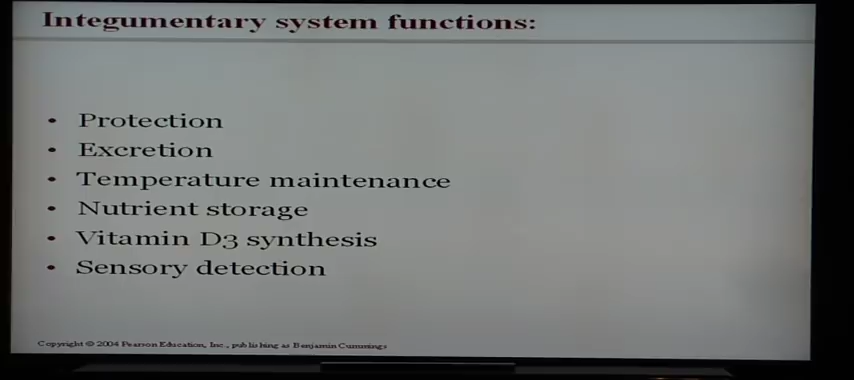 Integumentary system functions:
• Protection
• Excretion
• Temperature maintenance
• Nutrient storage
• Vitamin D3 synthesis
• Sensory detection
Copyright © 2004 Pearson Education, Inc., publishing as Benjamin Cummings